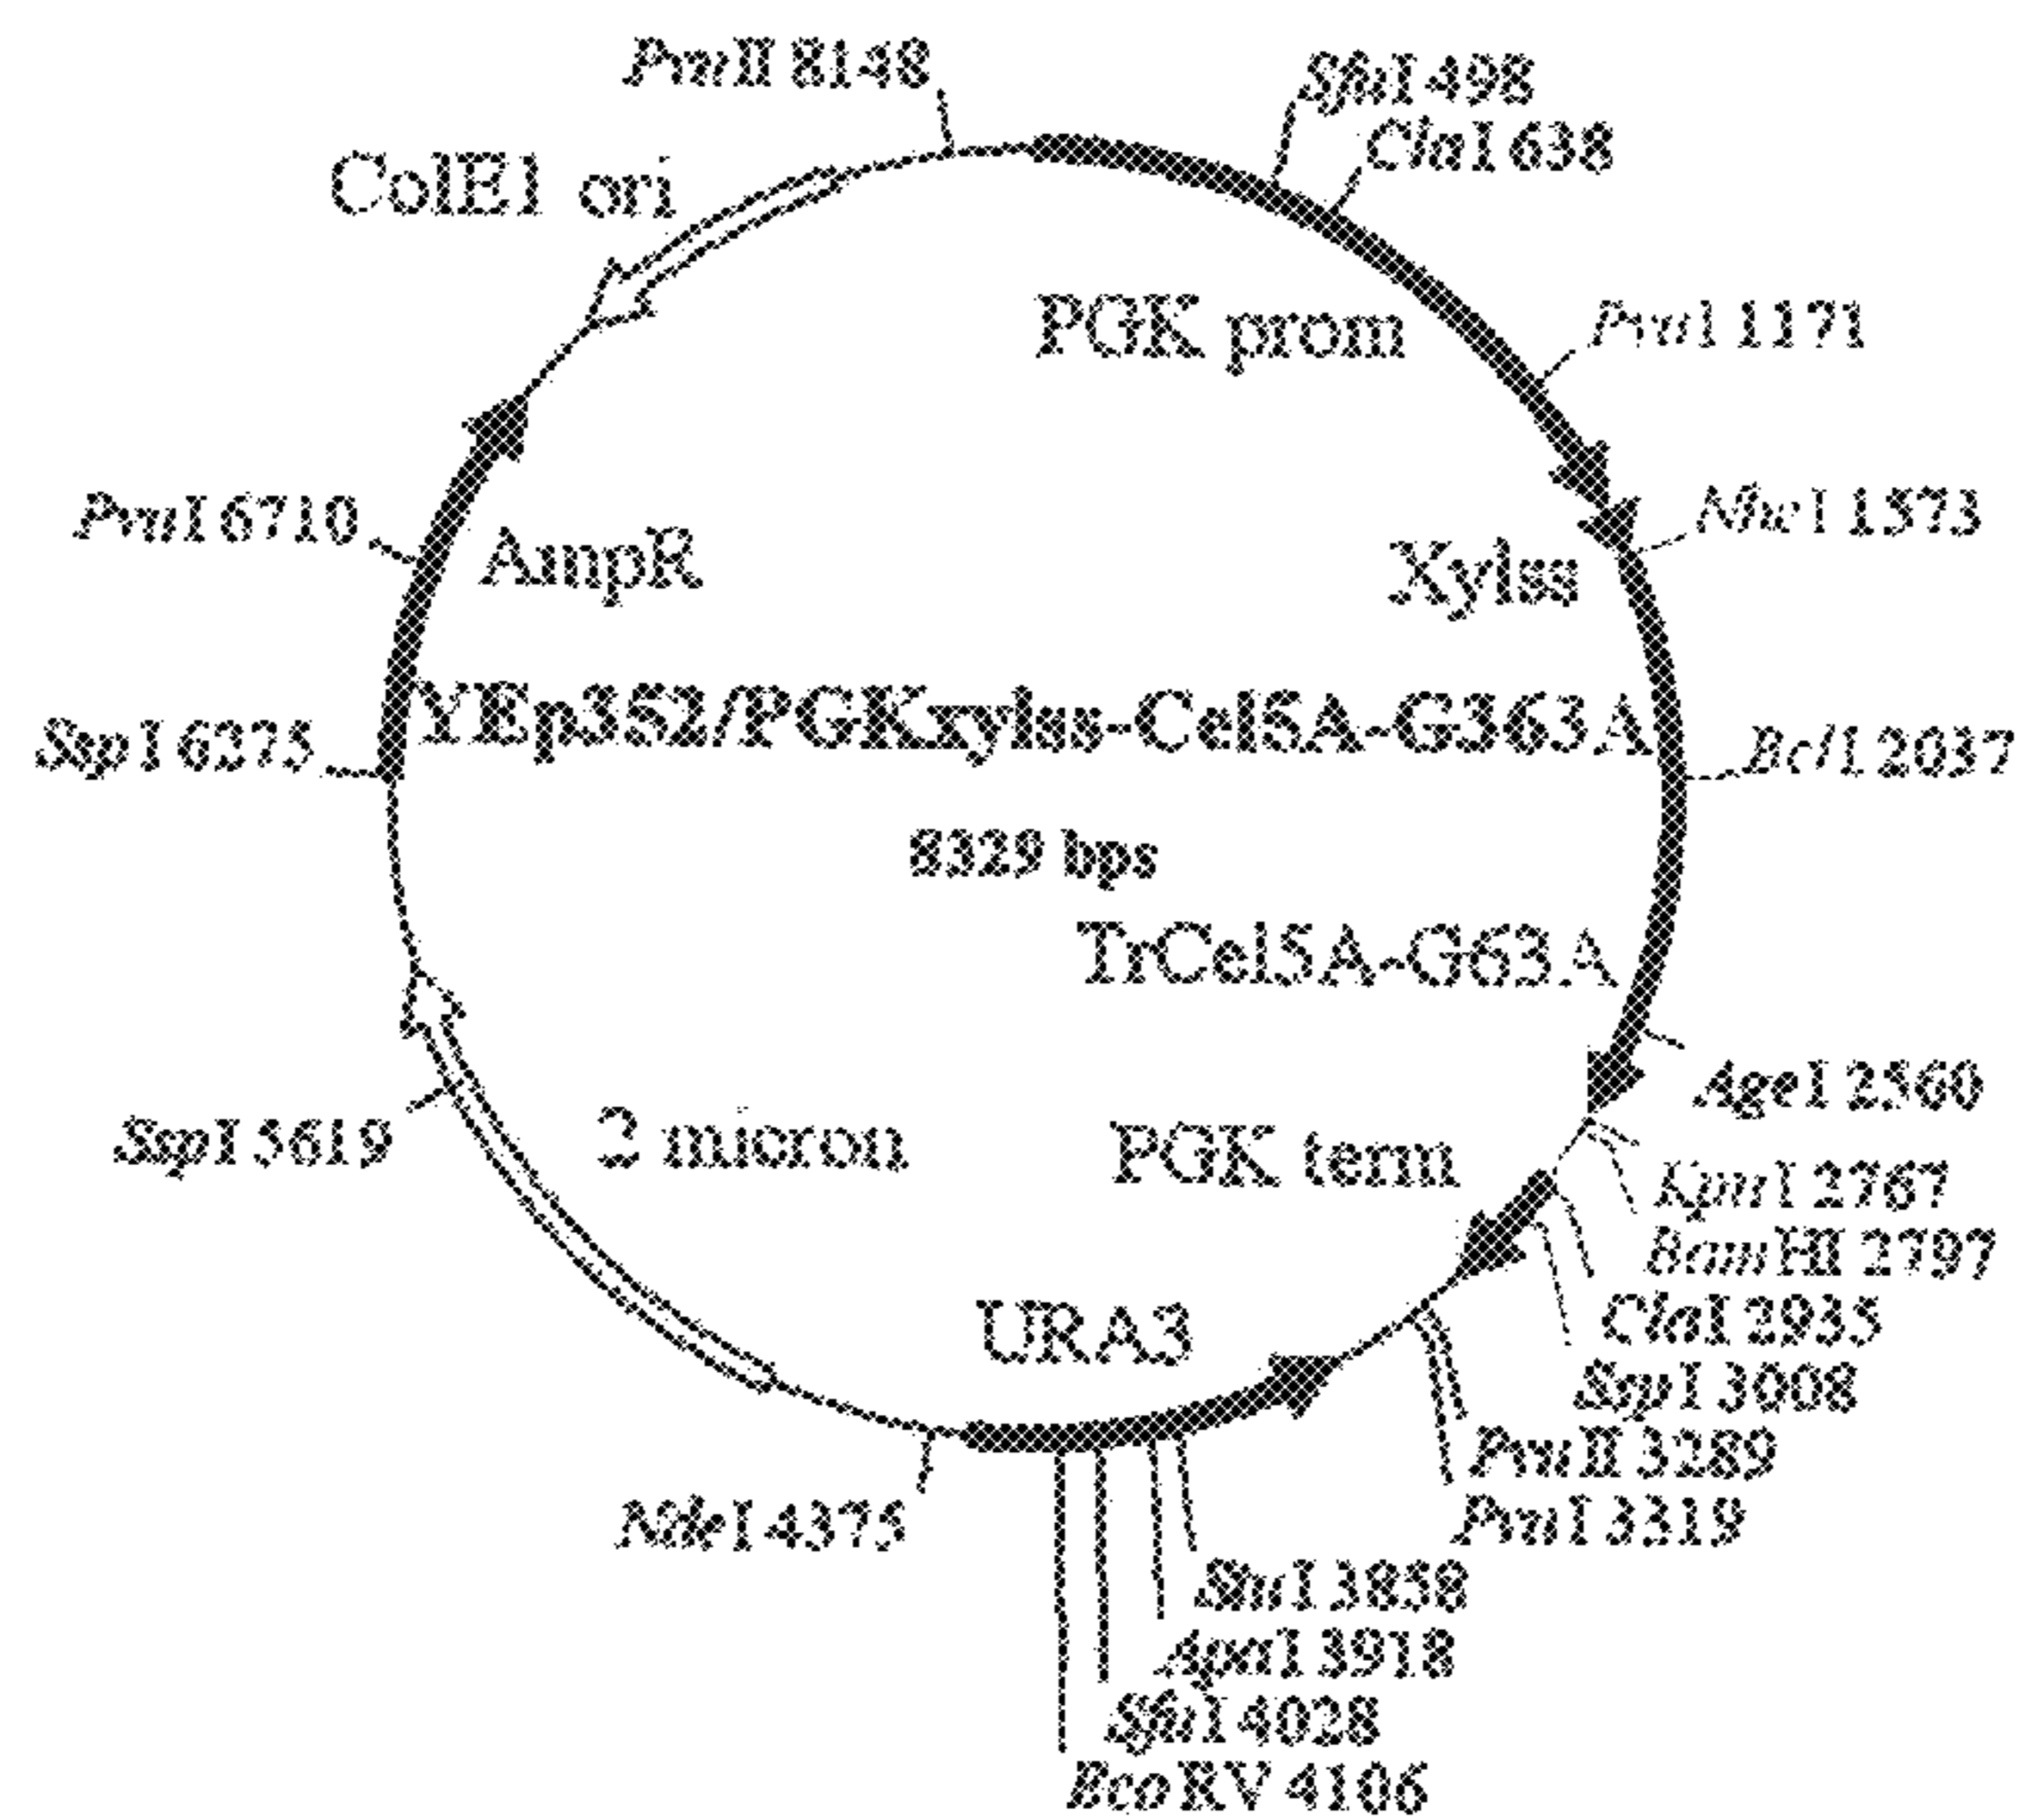 PvuII 8148
SfuI 498
ClaI 638
ColE1 ori
PGK prom
PvuI 1171
PvuI 6710
NheI 1573
AmpR
Xylss
YEp352/PGKxylss-Cel5A-G363A
SspI 6275
BclI 2037
8329 bps
TrCel5A-G63A
AgeI 2560
SspI 5619
2 micron
PGK term
KpnI 2767
BamHI 2797
ClaI 2935
URA3
SspI 3008
PvuII 3289
NdeI 4375
PvuI 3319
StuI 3858
ApaI 3918
SfuI 4028
EcoRV 4106